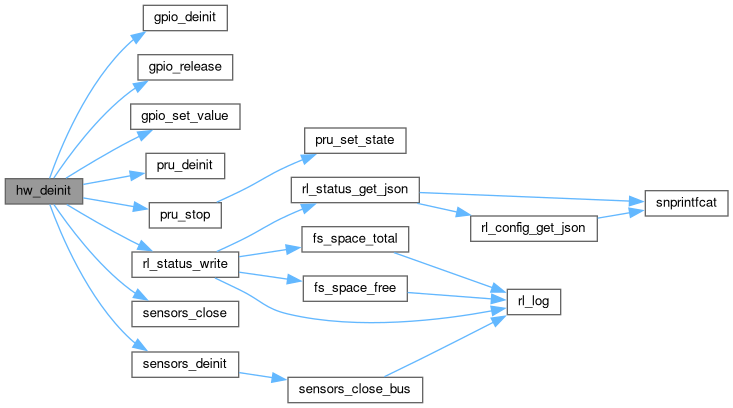 hw_deinit
gpio_deinit
gpio_release
gpio_set_value
pru_deinit
pru_stop
rl_status_write
sensors_close
sensors_deinit
pru_set_state
rl_status_get_json
fs_space_total
fs_space_free
sensors_close_bus
rl_config_get_json
rl_log
snprintfcat